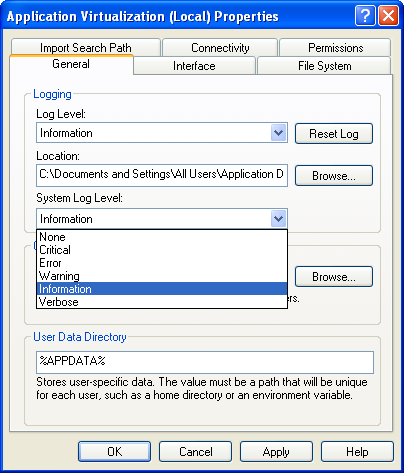 Application Virtualization (Local) Properties
Import Search Path Connectivity Permissions
General Interface File System
Logging
Log Level:
Information Reset Log
Location:
C:\Documents and Settings\All Users\Application D Browse...
System Log Level:
Information
None
Critical
Error
Warning
Information Browse...
Verbose
User Data Directory
%APPDATA%
Stores user-specific data. The value must be a path that will be unique
for each user, such as a home directory or an environment variable.
OK Cancel Apply Help